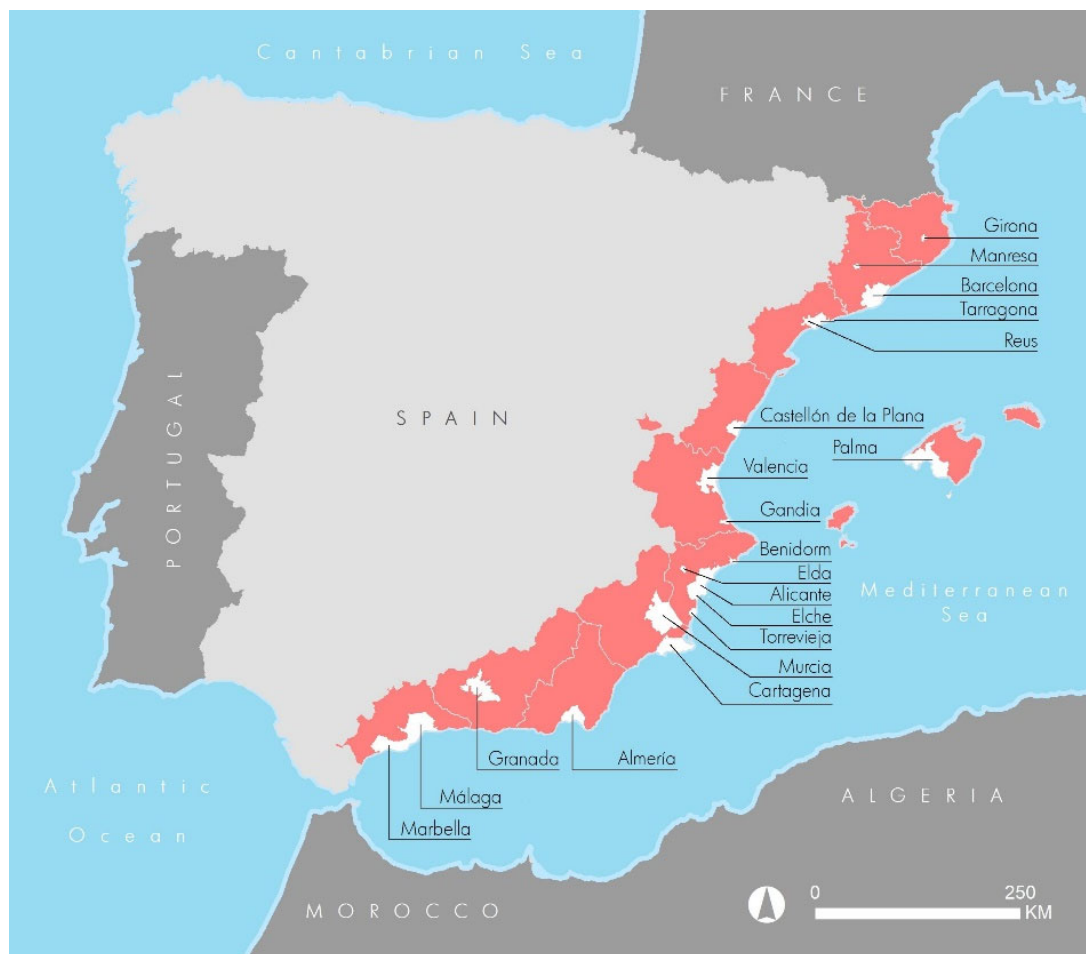 Cantabrian Sea
FRANCE
Girona
Manresa
Barcelona
Tarragona
Reus
SPAIN
PORTUGAL
Castellón de la Plana
Palma
Valencia
Gandia
Benidorm
Elda
Alicante
Elche
Torrevieja
Murcia
Cartagena
Mediterranean
Sea
Granada
Almería
Málaga
Marbella
Atlantic
Ocean
ALGERIA
MOROCCO
0 250
KM